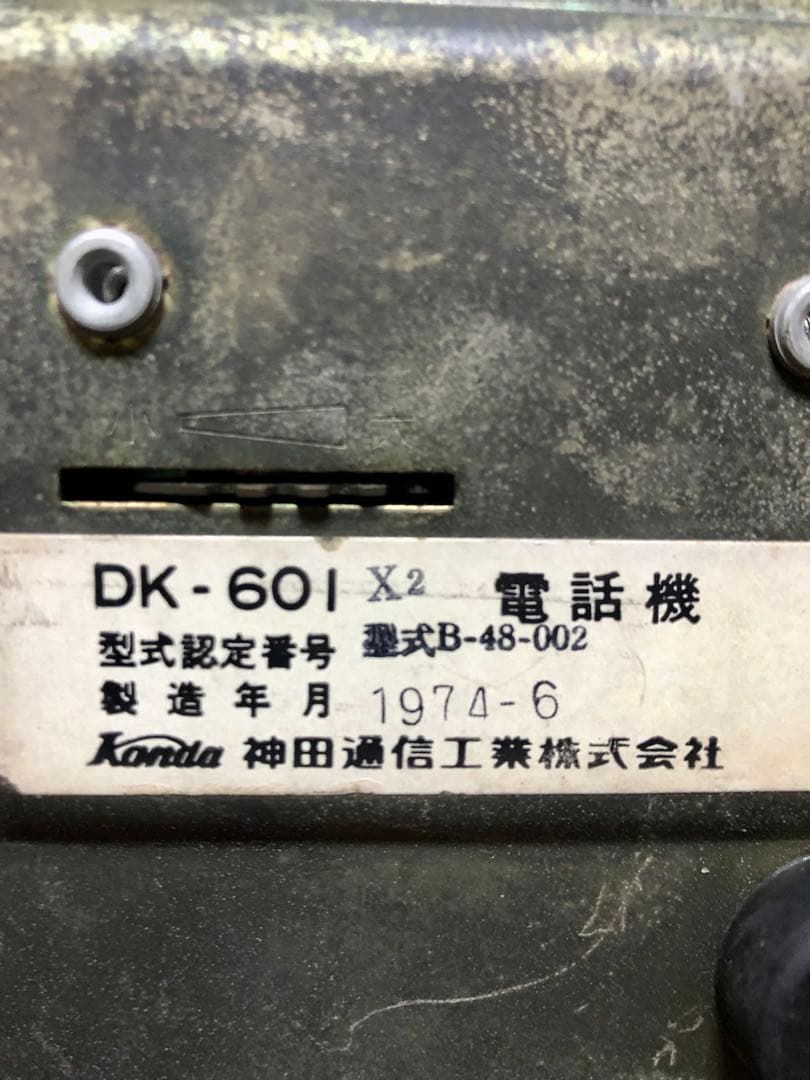 小 大
DK-601 X2 電話機
型式認定番号 型式B-48-002
製造年月 1974-6
Kanda 神田通信工業株式会社